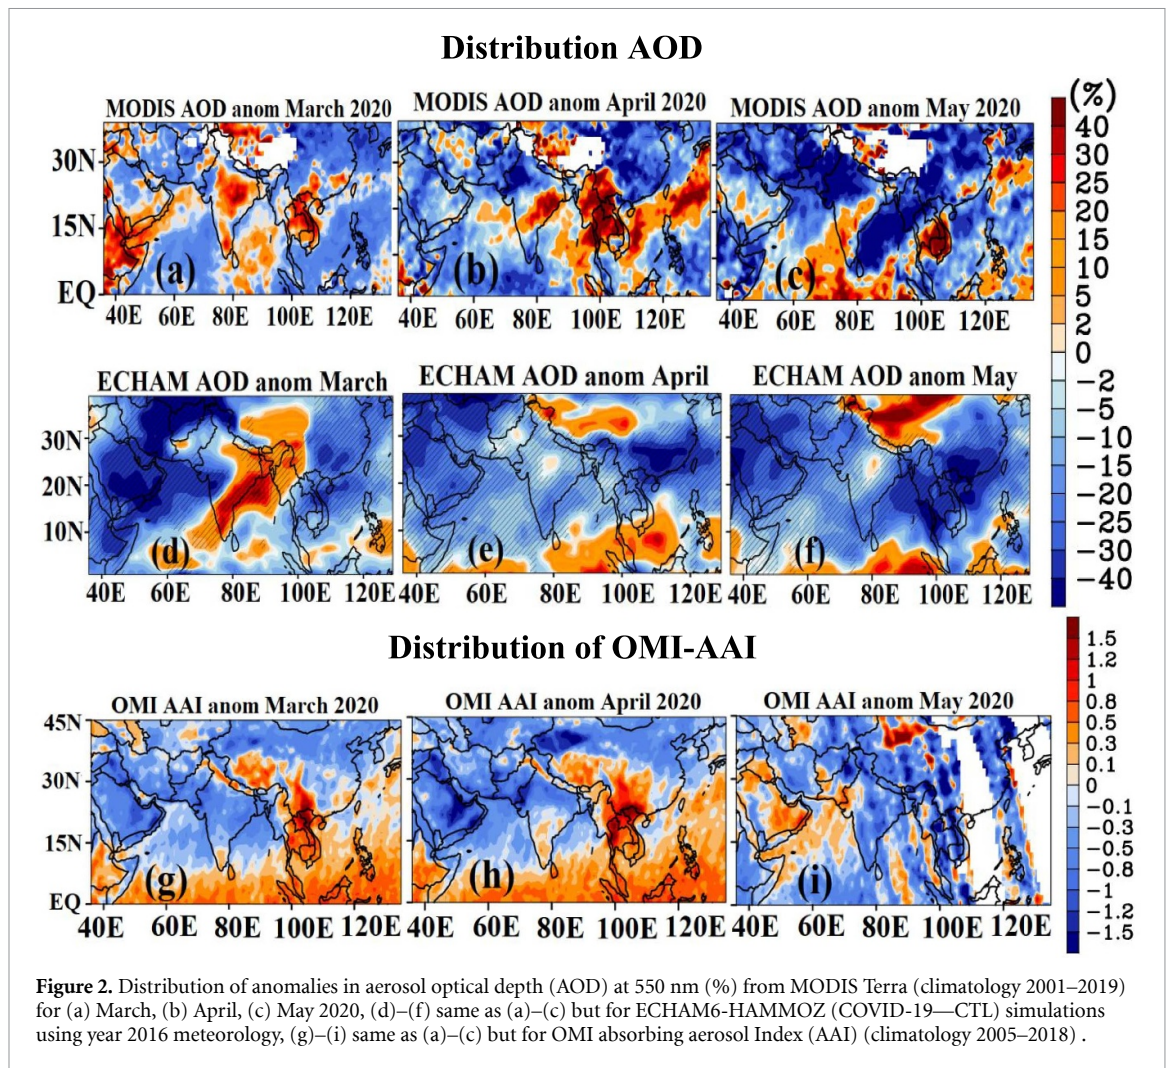 Distribution AOD
MODIS AOD anom March 2020
MODIS AOD anom April 2020
MODIS AOD anom May 2020
(%)
30N
15N
EQ
(a)
(b)
(c)
40E 60E 80E 100E 120E
40E 60E 80E 100E 120E
40E 60E 80E 100E 120E
40
30
25
20
15
10
5
2
0
−2
−5
−10
−15
−20
−25
−30
−40
ECHAM AOD anom March
ECHAM AOD anom April
ECHAM AOD anom May
30N
20N
10N
(d)
(e)
(f)
40E 60E 80E 100E 120E
40E 60E 80E 100E 120E
40E 60E 80E 100E 120E
Distribution of OMI-AAI
OMI AAI anom March 2020
OMI AAI anom April 2020
OMI AAI anom May 2020
45N
30N
15N
EQ
(g)
(h)
(i)
40E 60E 80E 100E 120E
40E 60E 80E 100E 120E
40E 60E 80E 100E 120E
1.5
1.2
1
0.8
0.5
0.3
0.1
0
−0.1
−0.3
−0.5
−0.8
−1
−1.2
−1.5
Figure 2. Distribution of anomalies in aerosol optical depth (AOD) at 550 nm (%) from MODIS Terra (climatology 2001–2019)
for (a) March, (b) April, (c) May 2020, (d)–(f) same as (a)–(c) but for ECHAM6-HAMMOZ (COVID-19—CTL) simulations
using year 2016 meteorology, (g)–(i) same as (a)–(c) but for OMI absorbing aerosol Index (AAI) (climatology 2005–2018) .